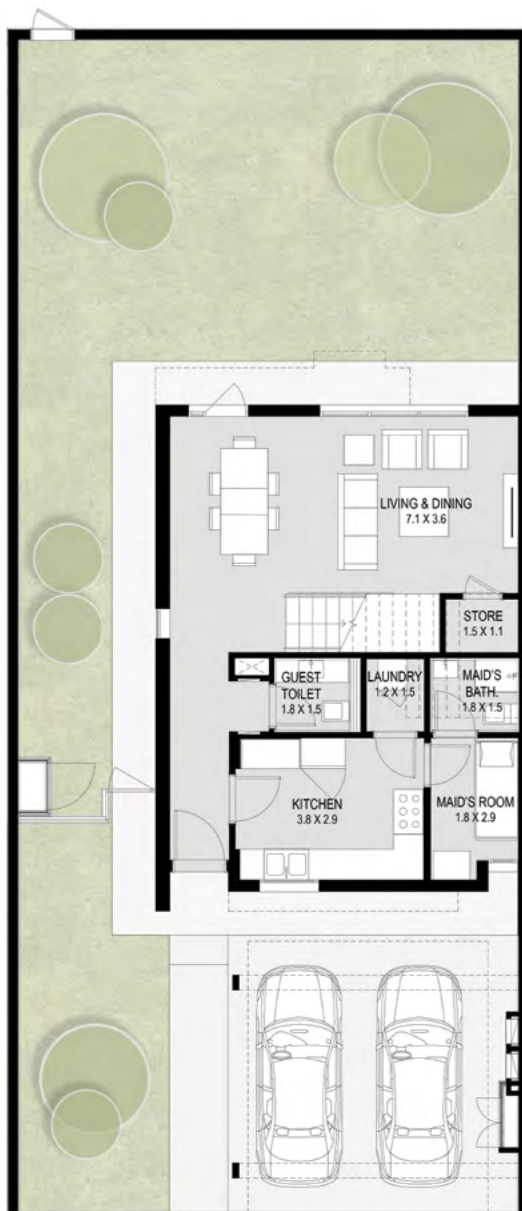 LIVING & DINING
7.1 X 3.6
STORE
1.5 X 1.1
GUEST
TOILET
1.8 X 1.5
LAUNDRY
1.2 X 1.5
MAID'S
BATH.
1.8 X 1.5
KITCHEN
3.8 X 2.9
MAID'S ROOM
1.8 X 2.9